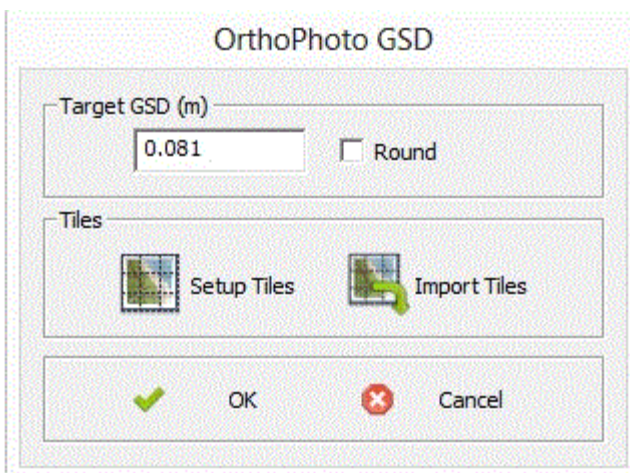 OrthoPhoto GSD
Target GSD (m)
0.081 Round
Tiles
Setup Tiles Import Tiles
OK Cancel